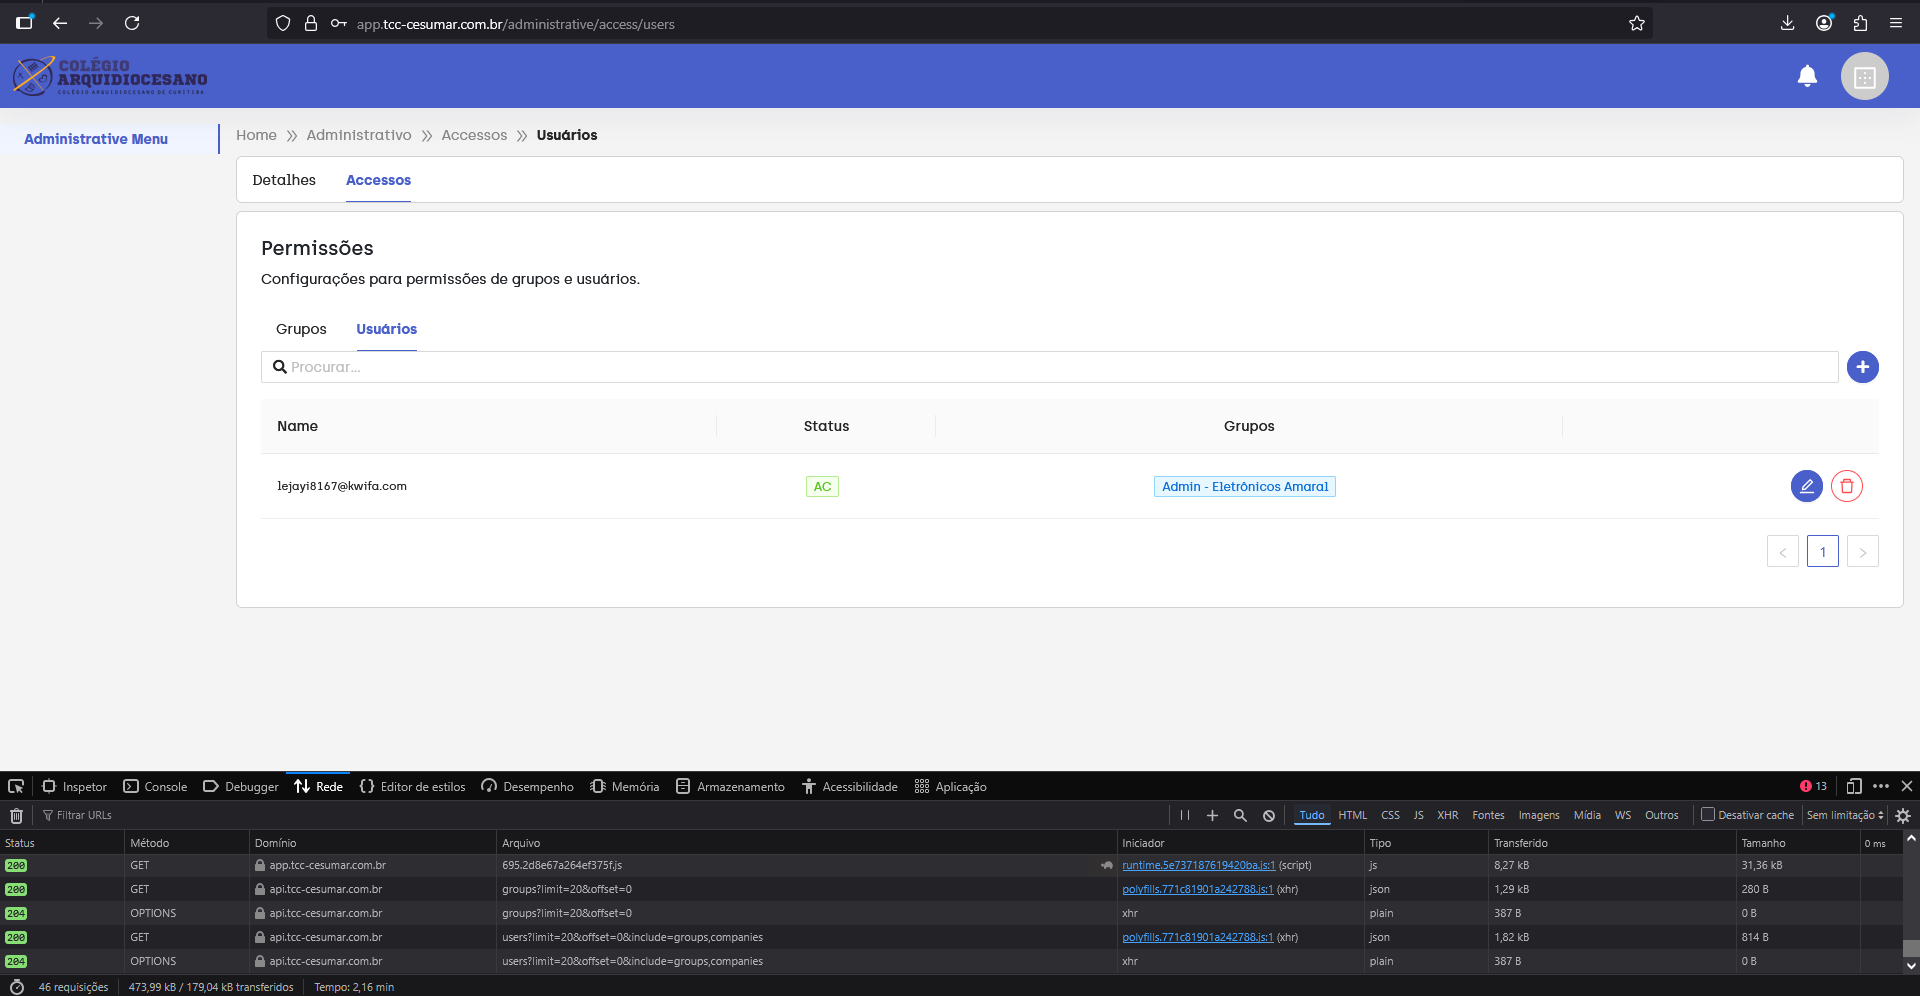 app.tcc-cesumar.com.br/administrative/access/users
COLÉGIO
ARQUIDIOCESANO
COLÉGIO ARQUIDIOCESANO DE CURITIBA
Administrative Menu
Home Administrativo Accessos Usuários
Detalhes Accessos
Permissões
Configurações para permissões de grupos e usuários.
Grupos Usuários
Procurar...
Name Status Grupos
lejayi8167@kwifa.com AC Admin - Eletrônicos Amaral
< 1 >
Inspetor Console Debugger Rede Editor de estilos Desempenho Memória Armazenamento Acessibilidade Aplicação 13
Filtrar URLs Tudo HTML CSS JS XHR Fontes Imagens Mídia WS Outros Desativar cache Sem limitação
Status Método Domínio Arquivo Iniciador Tipo Transferido Tamanho 0 ms
200 GET app.tcc-cesumar.com.br 695.2d8e67a264ef375f.js runtime.5e737187619420ba.js:1 (script) js 8,27 kB 31,36 kB
200 GET api.tcc-cesumar.com.br groups?limit=20&offset=0 polyfills.771c81901a242788.js:1 (xhr) json 1,29 kB 280 B
204 OPTIONS api.tcc-cesumar.com.br groups?limit=20&offset=0 xhr plain 387 B 0 B
200 GET api.tcc-cesumar.com.br users?limit=20&offset=0&include=groups,companies polyfills.771c81901a242788.js:1 (xhr) json 1,82 kB 814 B
204 OPTIONS api.tcc-cesumar.com.br users?limit=20&offset=0&include=groups,companies xhr plain 387 B 0 B
46 requisições 473,99 kB / 179,04 kB transferidos Tempo: 2,16 min